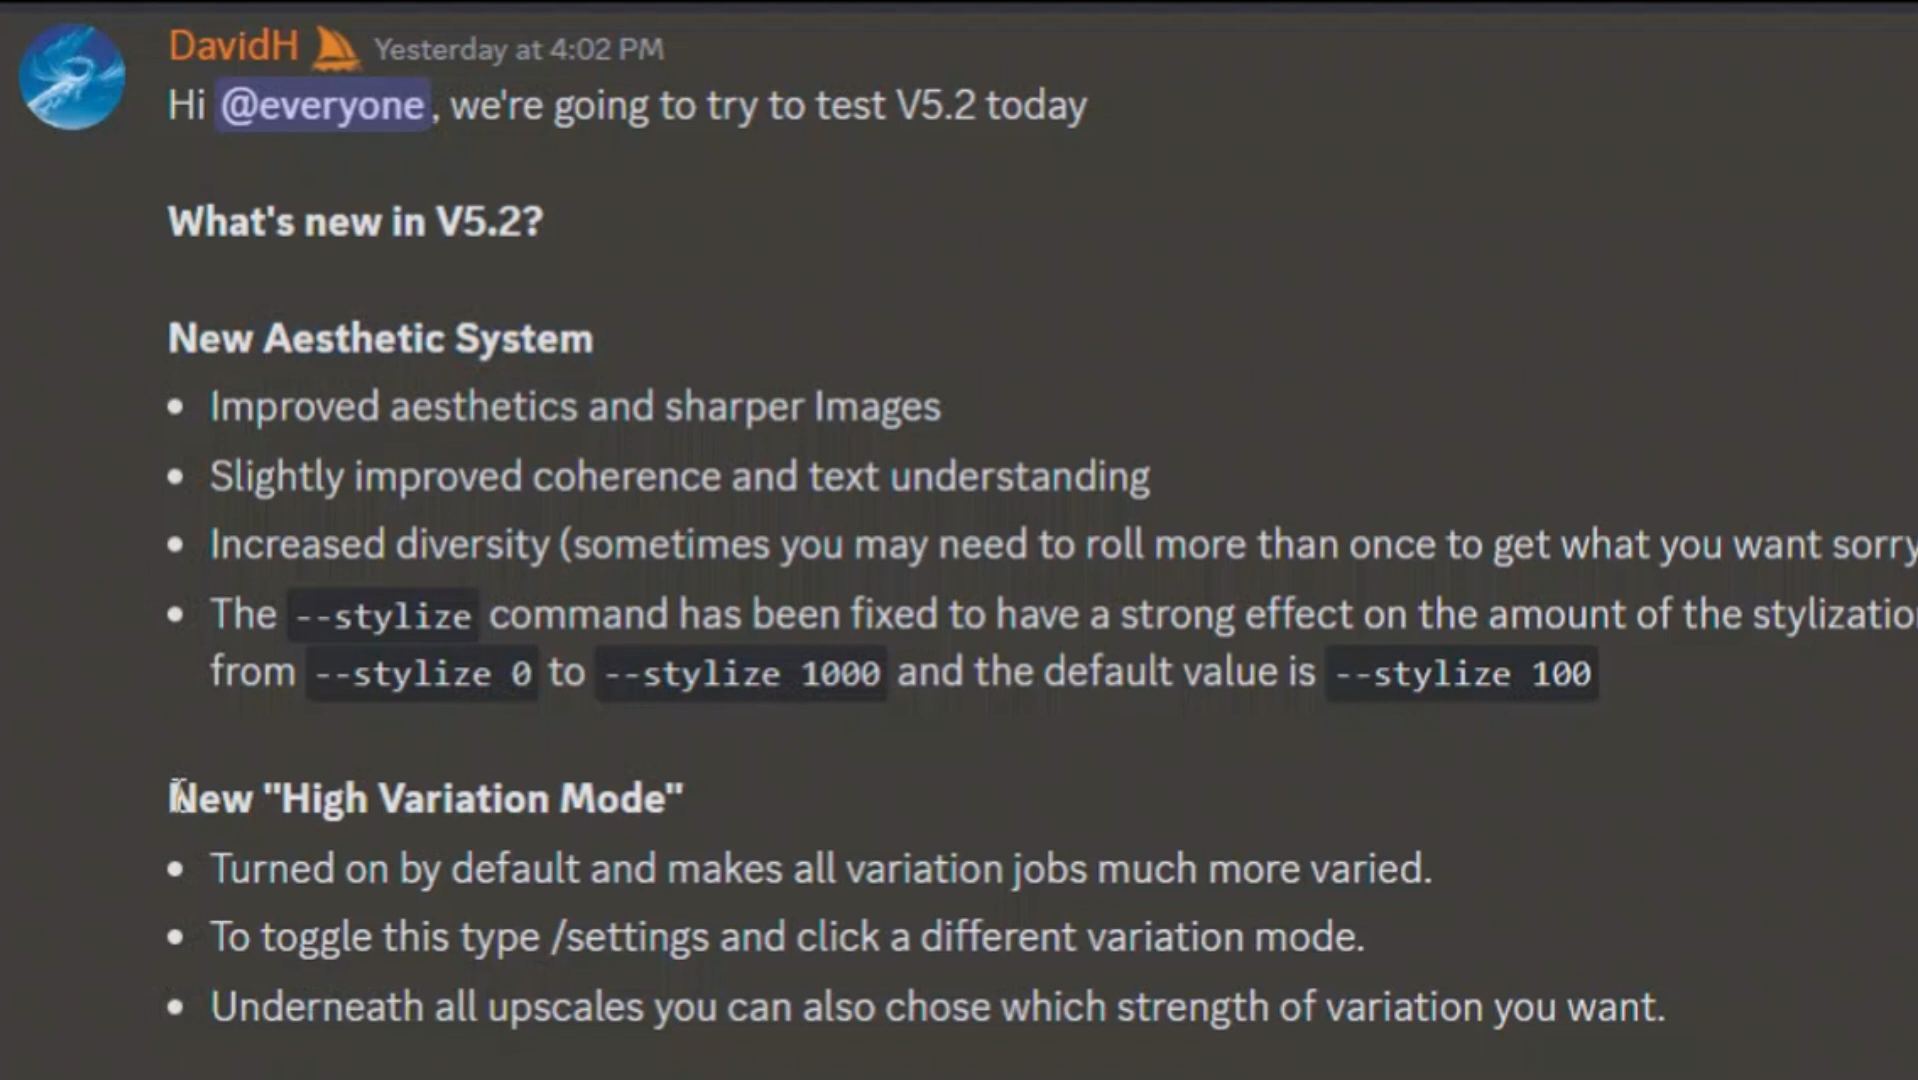 DavidH Yesterday at 4:02 PM
Hi @everyone, we're going to try to test V5.2 today
What's new in V5.2?
New Aesthetic System
• Improved aesthetics and sharper Images
• Slightly improved coherence and text understanding
• Increased diversity (sometimes you may need to roll more than once to get what you want sorry
• The --stylize command has been fixed to have a strong effect on the amount of the stylizatio
from --stylize 0 to --stylize 1000 and the default value is --stylize 100
New "High Variation Mode"
• Turned on by default and makes all variation jobs much more varied.
• To toggle this type /settings and click a different variation mode.
• Underneath all upscales you can also chose which strength of variation you want.